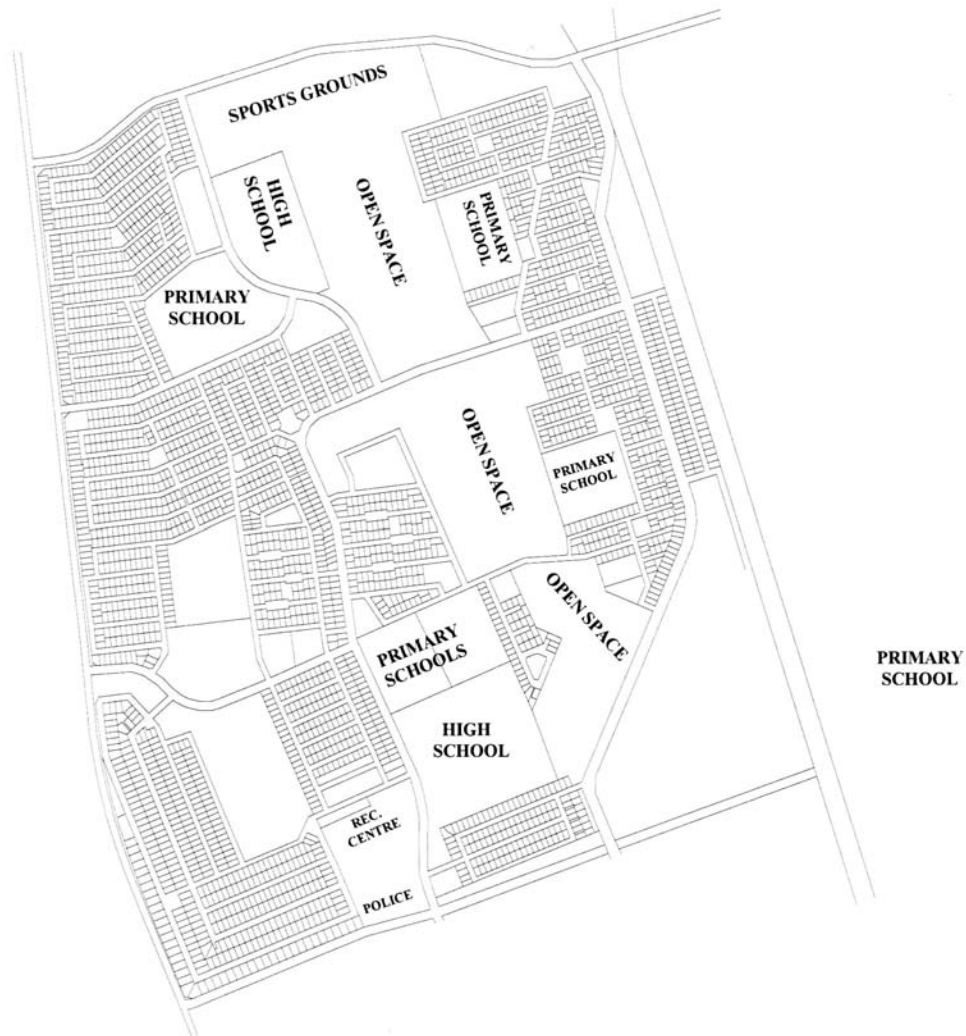 SPORTS GROUNDS
HIGH
SCHOOL
OPEN SPACE
PRIMARY
SCHOOL
PRIMARY
SCHOOL
OPEN SPACE
PRIMARY
SCHOOL
OPEN SPACE
PRIMARY
SCHOOLS
PRIMARY
SCHOOL
HIGH
SCHOOL
REC.
CENTRE
POLICE